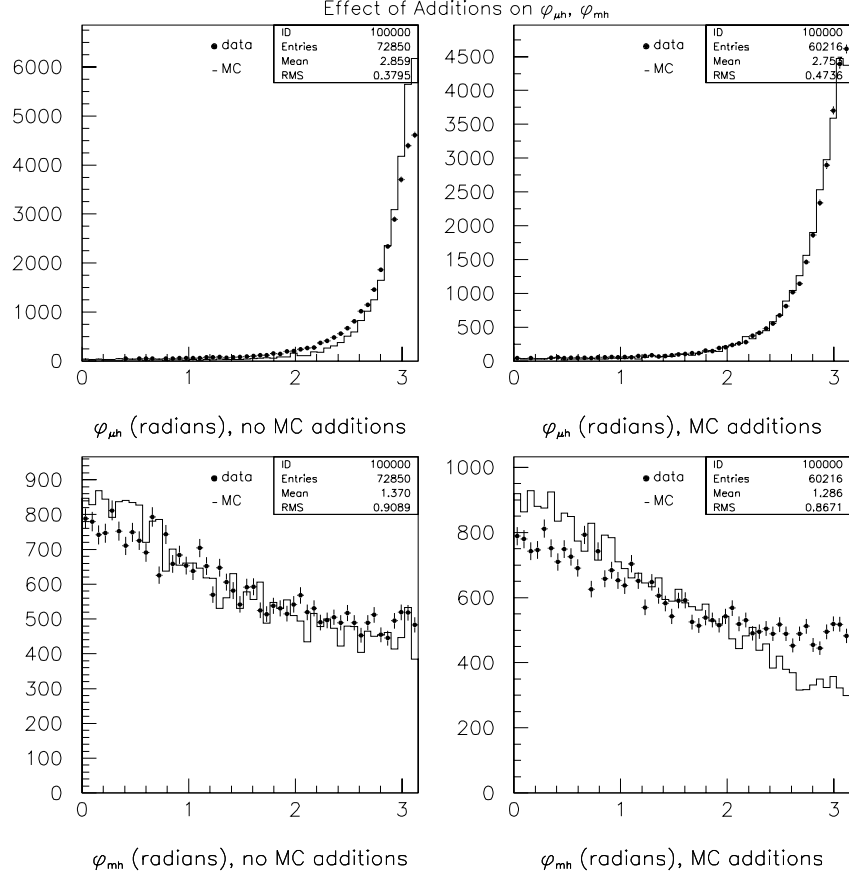 Effect of Additions on φμh, φmh
ID 100000
Entries 72850
Mean 2.859
RMS 0.3795
data
MC
6000
5000
4000
3000
2000
1000
0
0 1 2 3
φμh (radians), no MC additions
ID 100000
Entries 60216
Mean 2.753
RMS 0.4736
data
MC
4500
4000
3500
3000
2500
2000
1500
1000
500
0
0 1 2 3
φμh (radians), MC additions
ID 100000
Entries 72850
Mean 1.370
RMS 0.9089
data
MC
900
800
700
600
500
400
300
200
100
0
0 1 2 3
φmh (radians), no MC additions
ID 100000
Entries 60216
Mean 1.286
RMS 0.8671
data
MC
1000
800
600
400
200
0
0 1 2 3
φmh (radians), MC additions